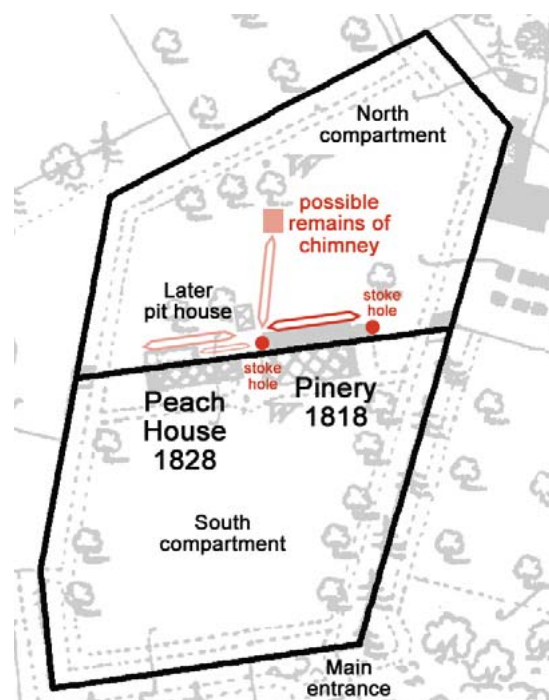 North
compartment
possible
remains of
chimney
Later
pit house
stoke
hole
stoke
hole
Peach
House
1828
Pinery
1818
South
compartment
Main
entrance